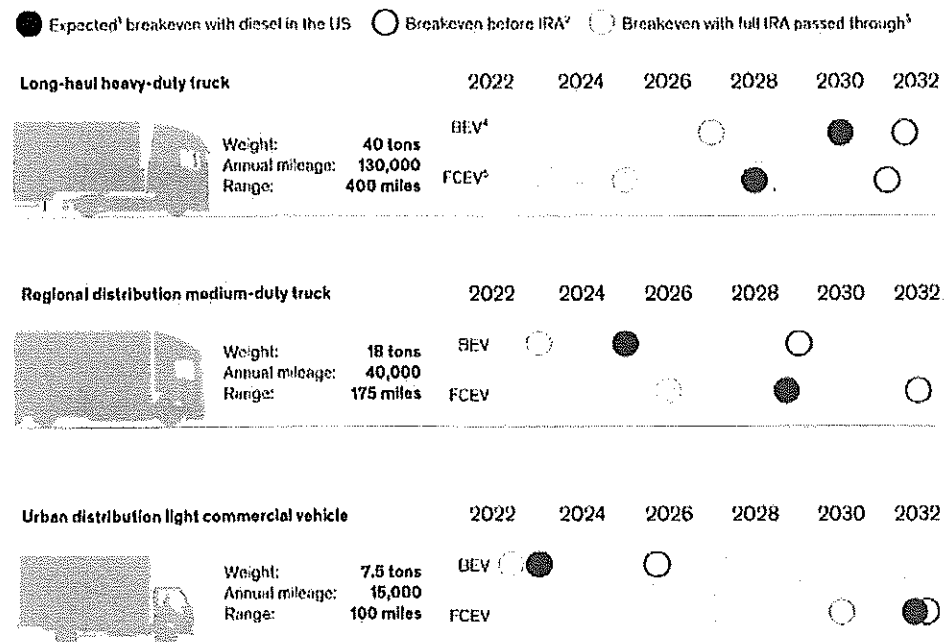 Expected¹ breakeven with diesel in the US Breakeven before IRA² Breakeven with full IRA passed through³
Long-haul heavy-duty truck 2022 2024 2026 2028 2030 2032
BEV⁴
Weight: 40 tons
Annual mileage: 130,000
FCEV⁵
Range: 400 miles
Regional distribution medium-duty truck 2022 2024 2026 2028 2030 2032
BEV
Weight: 18 tons
Annual mileage: 40,000
Range: 175 miles
FCEV
Urban distribution light commercial vehicle 2022 2024 2026 2028 2030 2032
BEV
Weight: 7.5 tons
Annual mileage: 15,000
Range: 100 miles
FCEV